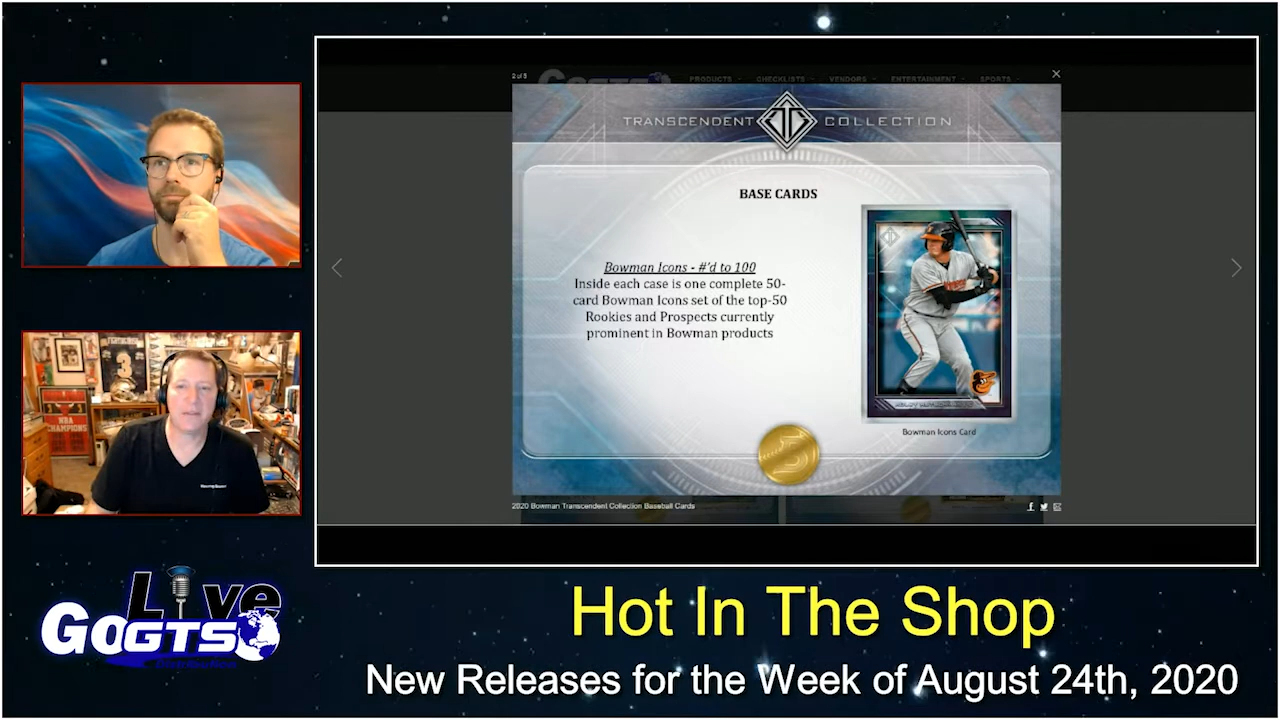 2 of 5
GoGTS
PRODUCTS
CHECKLISTS
VENDORS
ENTERTAINMENT
SPORTS
TRANSCENDENT COLLECTION
BASE CARDS
Bowman Icons - #'d to 100
Inside each case is one complete 50-
card Bowman Icons set of the top-50
Rookies and Prospects currently
prominent in Bowman products
Bowman Icons Card
2020 Bowman Transcendent Collection Baseball Cards
NBA
CHAMPIONS
3
Live
GoGTS
Hot In The Shop
New Releases for the Week of August 24th, 2020